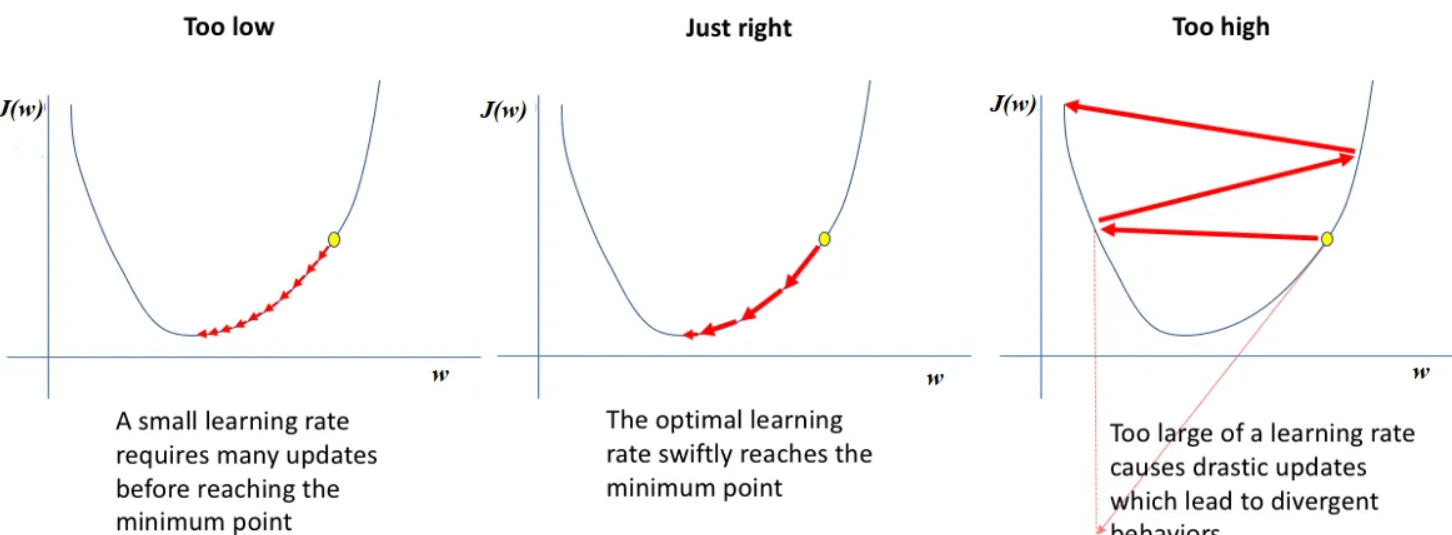 Too low
J(w)
w
A small learning rate
requires many updates
before reaching the
minimum point
Just right
J(w)
w
The optimal learning
rate swiftly reaches the
minimum point
Too high
J(w)
w
Too large of a learning rate
causes drastic updates
which lead to divergent
behaviors